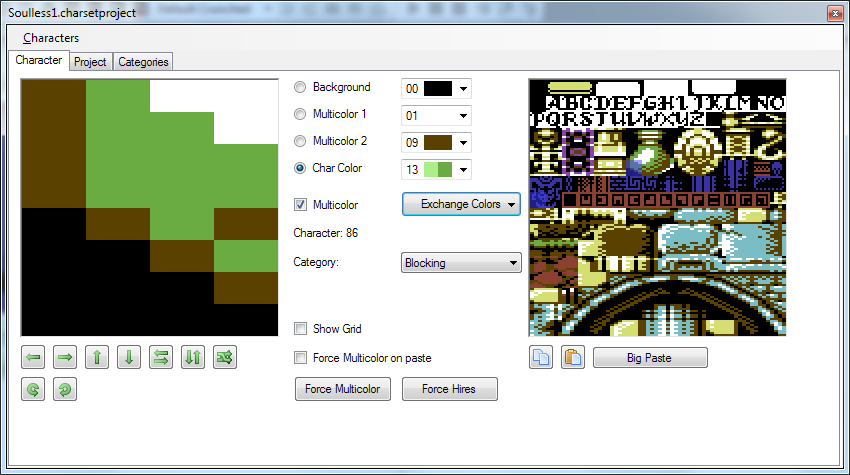 Soulless1.charsetproject
Characters
Character Project Categories
Background 00
Multicolor 1 01
Multicolor 2 09
Char Color 13
Multicolor Exchange Colors
Character: 86
Category: Blocking
Show Grid
Force Multicolor on paste
Big Paste
Force Multicolor Force Hires
ABCDEFGHIJKLMNO
PQRSTUVWXYZ